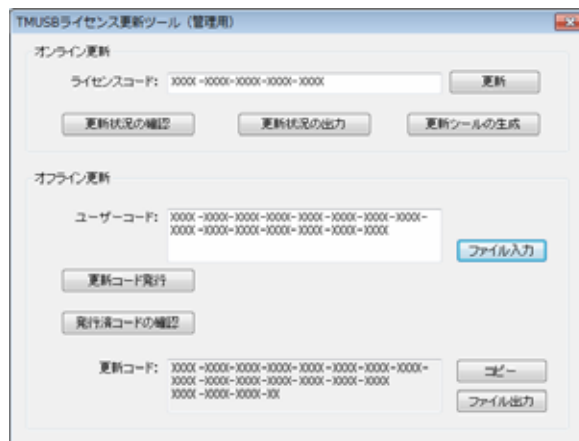 TMUSBライセンス更新ツール（管理用）
オンライン更新
ライセンスコード: XXXX-XXXX-XXXX-XXXX-XXXX 更新
更新状況の確認 更新状況の出力 更新ツールの生成
オフライン更新
ユーザーコード: XXXX-XXXX-XXXX-XXXX-XXXX-XXXX-XXXX-XXXX-
XXXX-XXXX-XXXX-XXXX-XXXX-XXXX-XXXX
ファイル入力
更新コード発行
発行済コードの確認
更新コード: XXXX-XXXX-XXXX-XXXX-XXXX-XXXX-XXXX-XXXX-
XXXX-XXXX-XXXX-XXXX-XXXX-XXXX-XXXX
XXXX-XXXX-XXXX-XX
コピー
ファイル出力